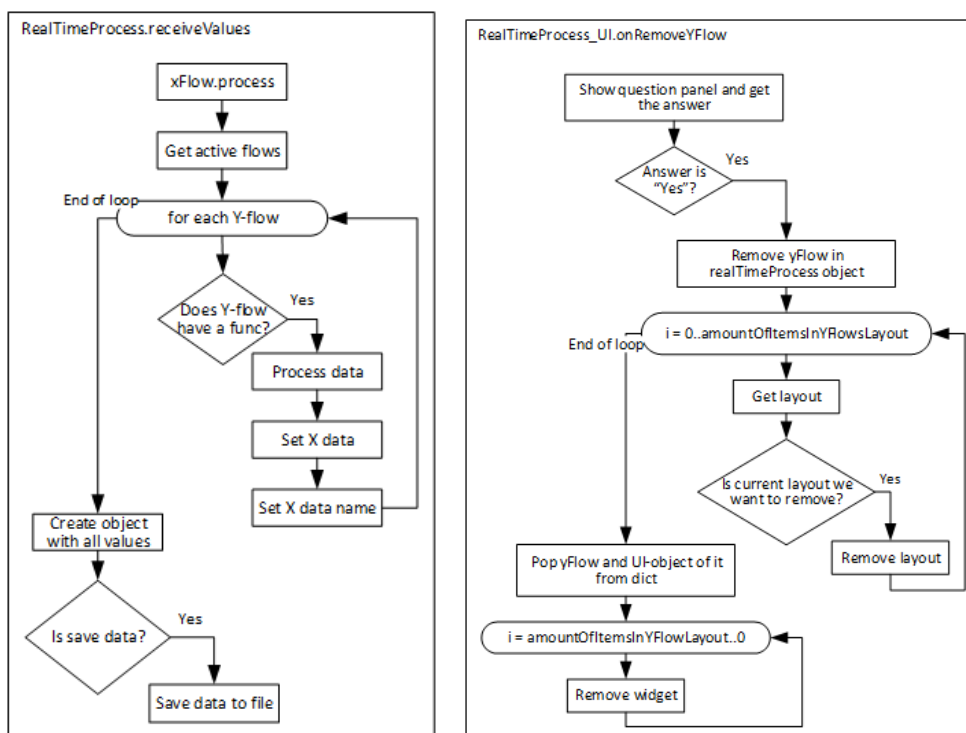 RealTimeProcess.receiveValues
xFlow.process
Get active flows
End of loop
for each Y-flow
Does Y-flow
have a func?
Yes
Process data
Set X data
Set X data name
Create object
with all values
Is save data?
Yes
Save data to file
RealTimeProcess_UI.onRemoveYFlow
Show question panel and get
the answer
Answer is
“Yes”?
Yes
Remove yFlow in
realTimeProcess object
i = 0..amountOfItemsInYFlowsLayout
End of loop
Get layout
Is current layout we
want to remove?
Yes
Remove layout
Pop yFlow and UI-object of it
from dict
i = amountOfItemsInYFlowLayout..0
Remove widget